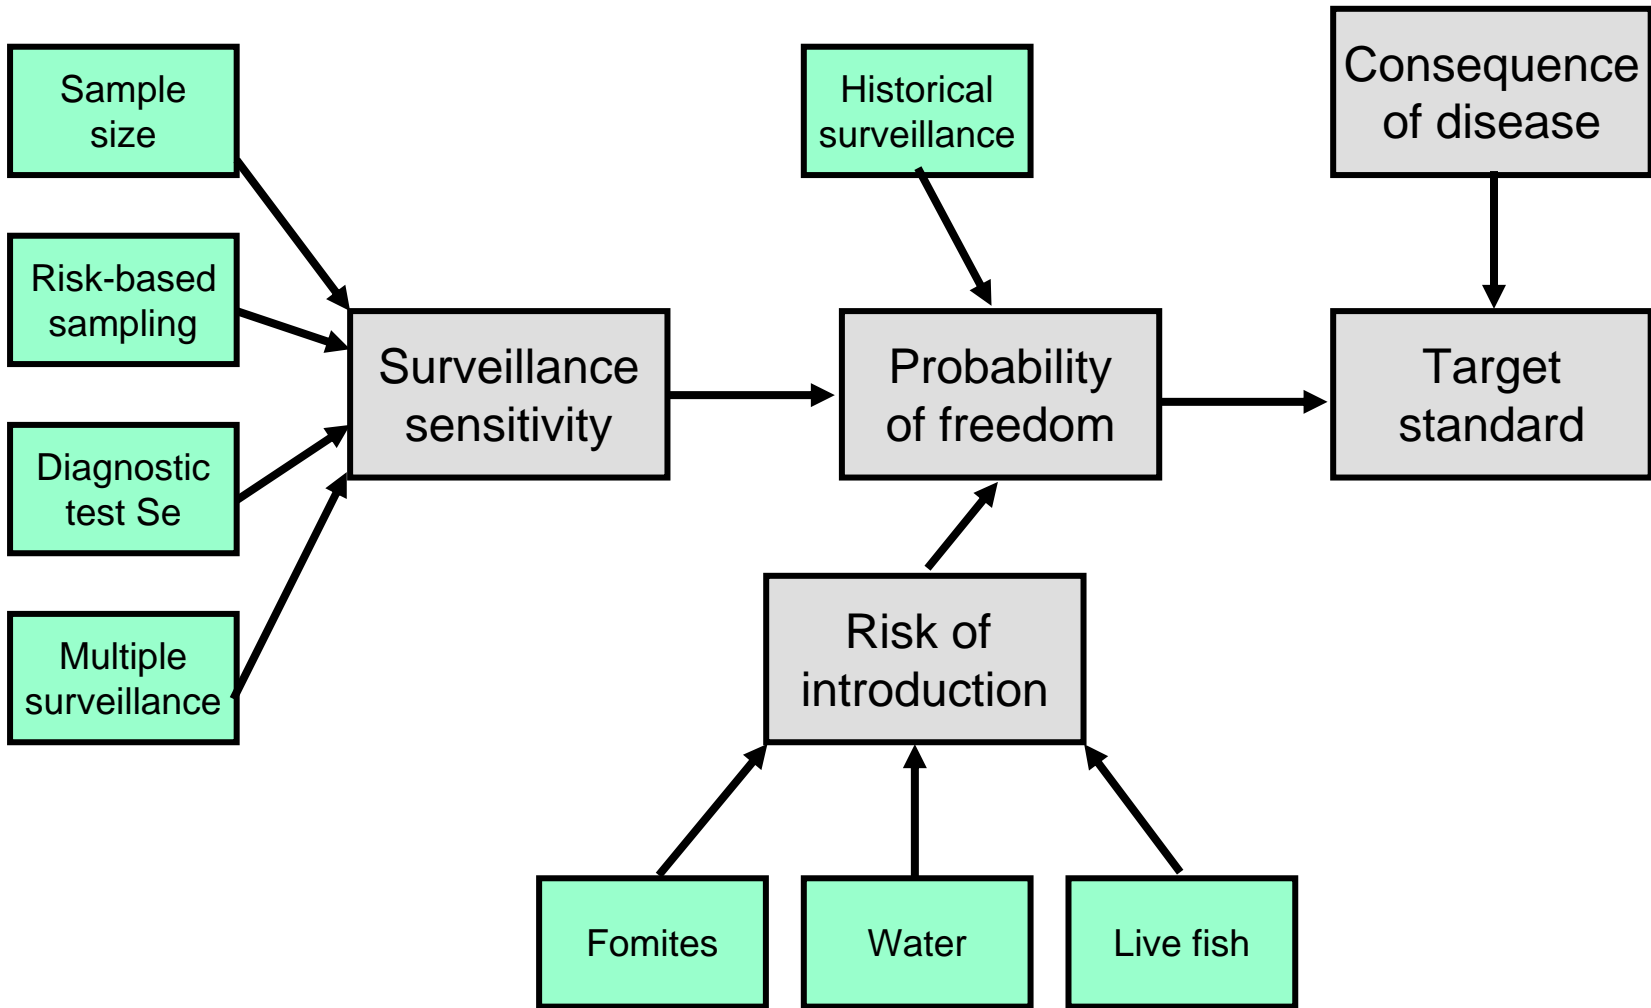 Sample
size
Historical
surveillance
Consequence
of disease
Risk-based
sampling
Surveillance
sensitivity
Probability
of freedom
Target
standard
Diagnostic
test Se
Multiple
surveillance
Risk of
introduction
Fomites
Water
Live fish